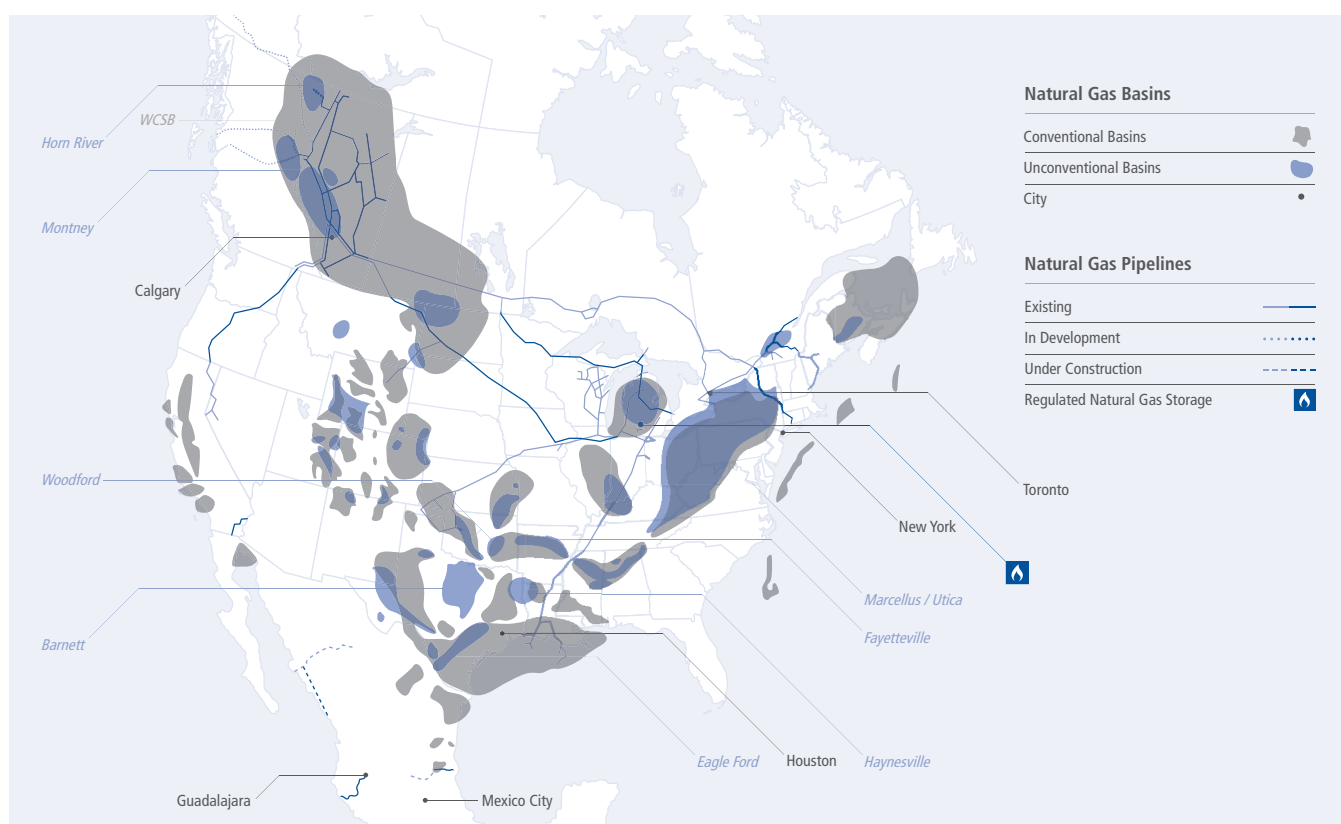 Horn River
WCSB
Montney
Calgary
Woodford
Barnett
Guadalajara
Mexico City
Eagle Ford
Houston
Haynesville
Fayetteville
Marcellus / Utica
New York
Toronto
Natural Gas Basins
Conventional Basins
Unconventional Basins
City
Natural Gas Pipelines
Existing
In Development
Under Construction
Regulated Natural Gas Storage